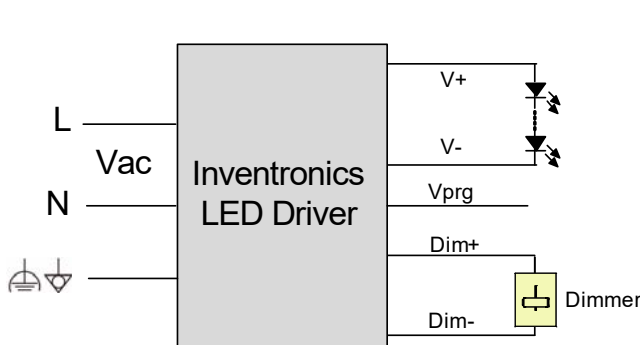 L
Vac
N
Inventronics
LED Driver
V+
V-
Vprg
Dim+
Dim-
Dimmer